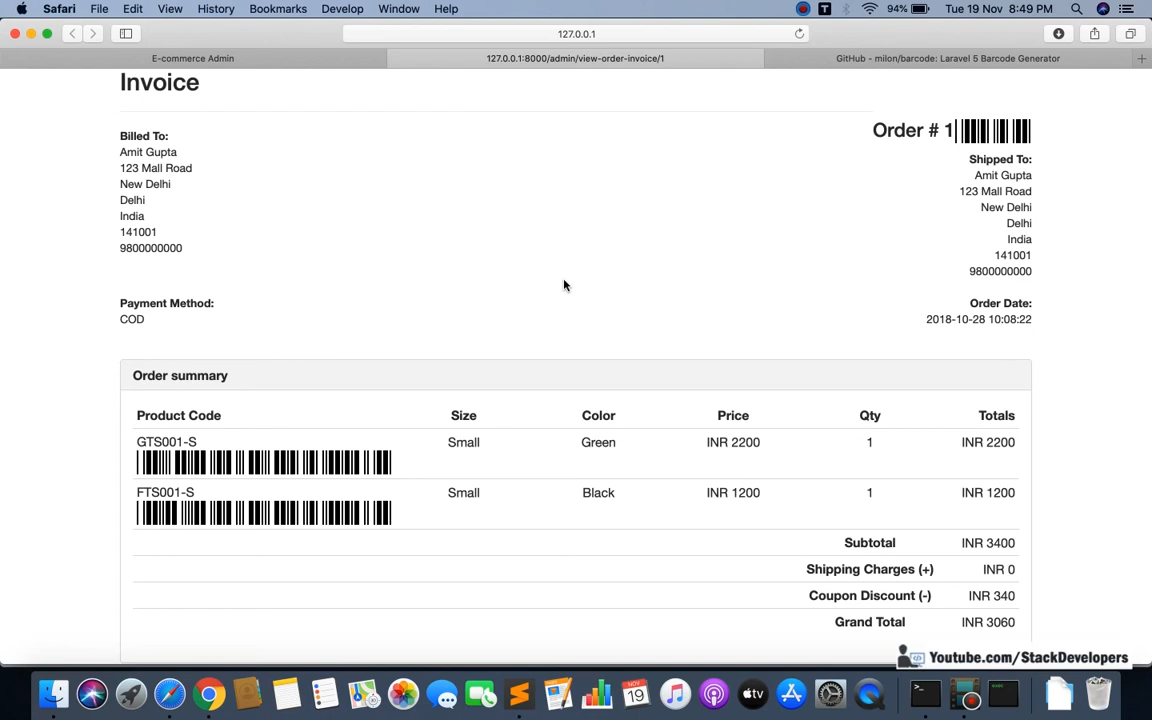 Safari File Edit View History Bookmarks Develop Window Help T 94% Tue 19 Nov 8:49 PM
127.0.0.1
E-commerce Admin 127.0.0.1:8000/admin/view-order-invoice/1 GitHub - milon/barcode: Laravel 5 Barcode Generator
Invoice
Order # 1
Billed To:
Amit Gupta
123 Mall Road
New Delhi
Delhi
India
141001
9800000000
Shipped To:
Amit Gupta
123 Mall Road
New Delhi
Delhi
India
141001
9800000000
Payment Method:
COD
Order Date:
2018-10-28 10:08:22
Order summary
Product Code Size Color Price Qty Totals
GTS001-S Small Green INR 2200 1 INR 2200
FTS001-S Small Black INR 1200 1 INR 1200
Subtotal INR 3400
Shipping Charges (+) INR 0
Coupon Discount (-) INR 340
Grand Total INR 3060
Youtube.com/StackDevelopers
NOV
19
tv